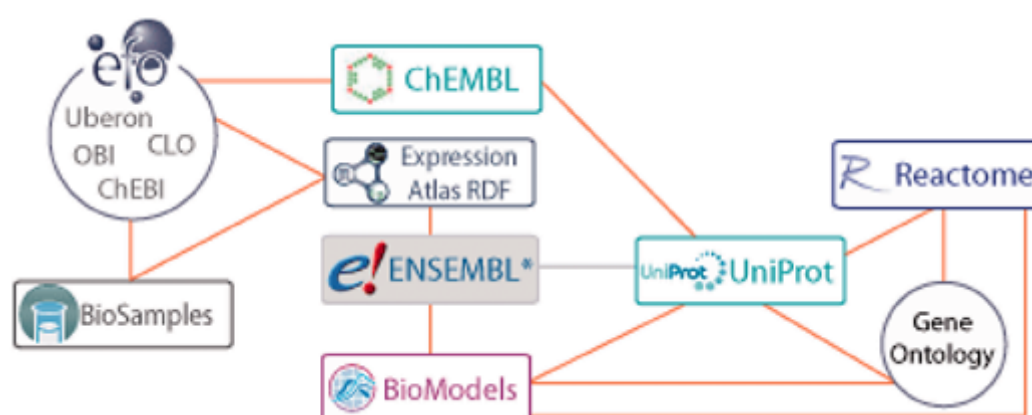 efo
Uberon
CLO
OBI
ChEBI
ChEMBL
Expression
Atlas RDF
R Reactome
e!ENSEMBL*
UniProt UniProt
BioSamples
Gene
Ontology
BioModels